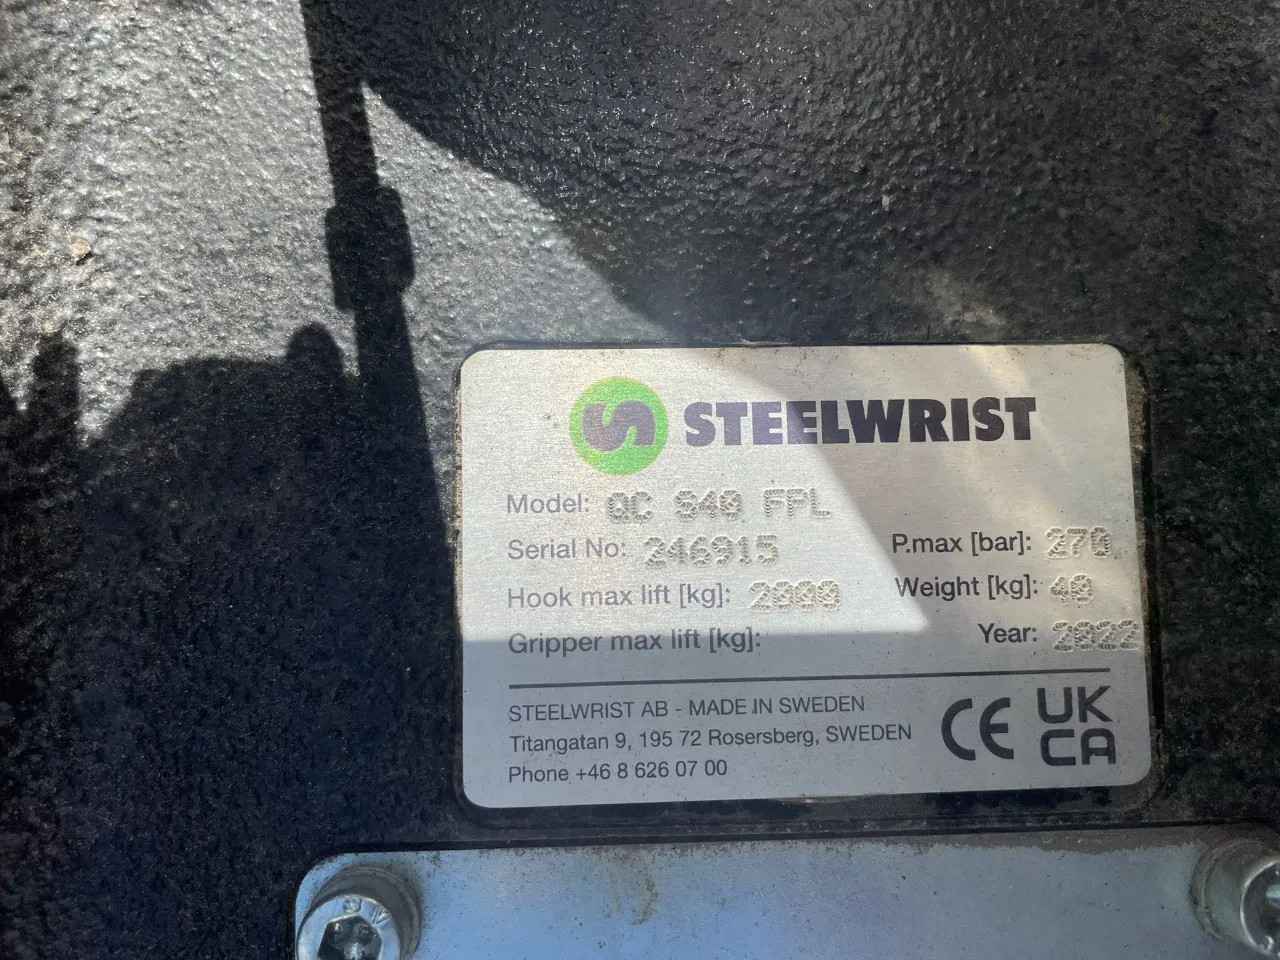 STEELWRIST
Model: QC S40 FPL
Serial No: 246915
P.max [bar]: 270
Hook max lift [kg]: 2000
Weight [kg]: 40
Gripper max lift [kg]:
Year: 2022
STEELWRIST AB - MADE IN SWEDEN
Titangatan 9, 195 72 Rosersberg, SWEDEN
Phone +46 8 626 07 00
CE
UK
CA